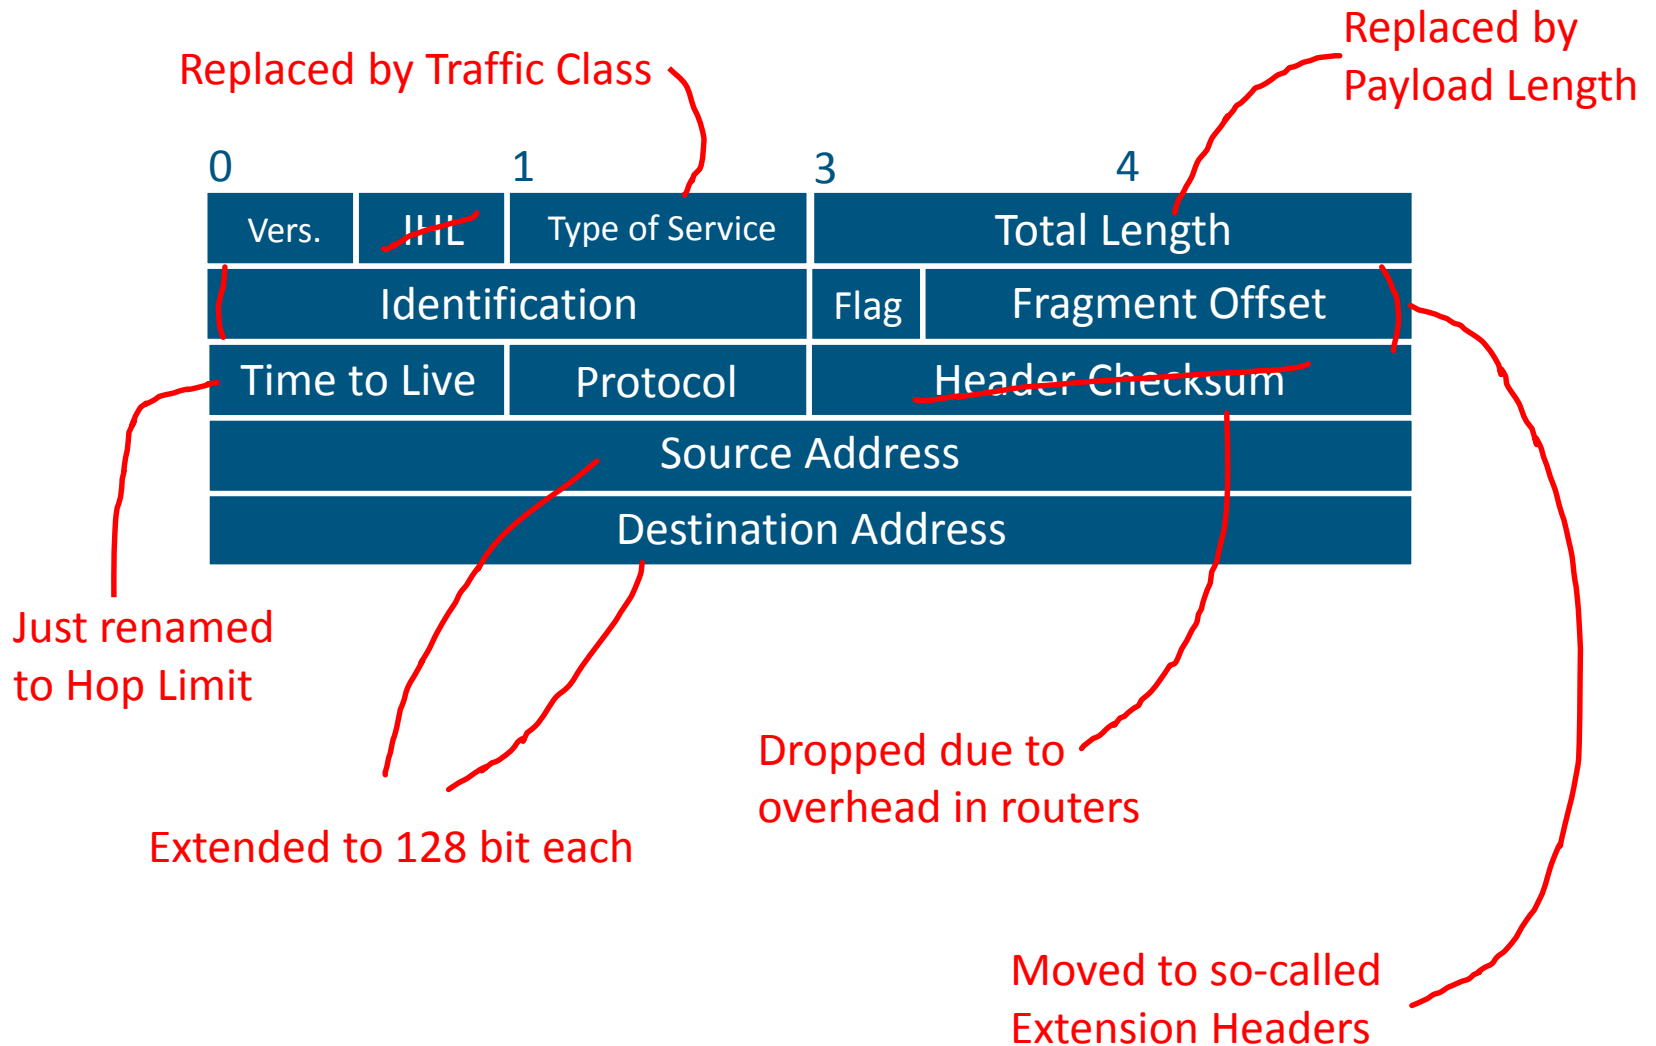 Replaced by
Payload Length
Replaced by Traffic Class
0 1 3 4
Vers. IHL Type of Service Total Length
Identification Flag Fragment Offset
Time to Live Protocol Header Checksum
Source Address
Destination Address
Just renamed
to Hop Limit
Dropped due to
overhead in routers
Extended to 128 bit each
Moved to so-called
Extension Headers